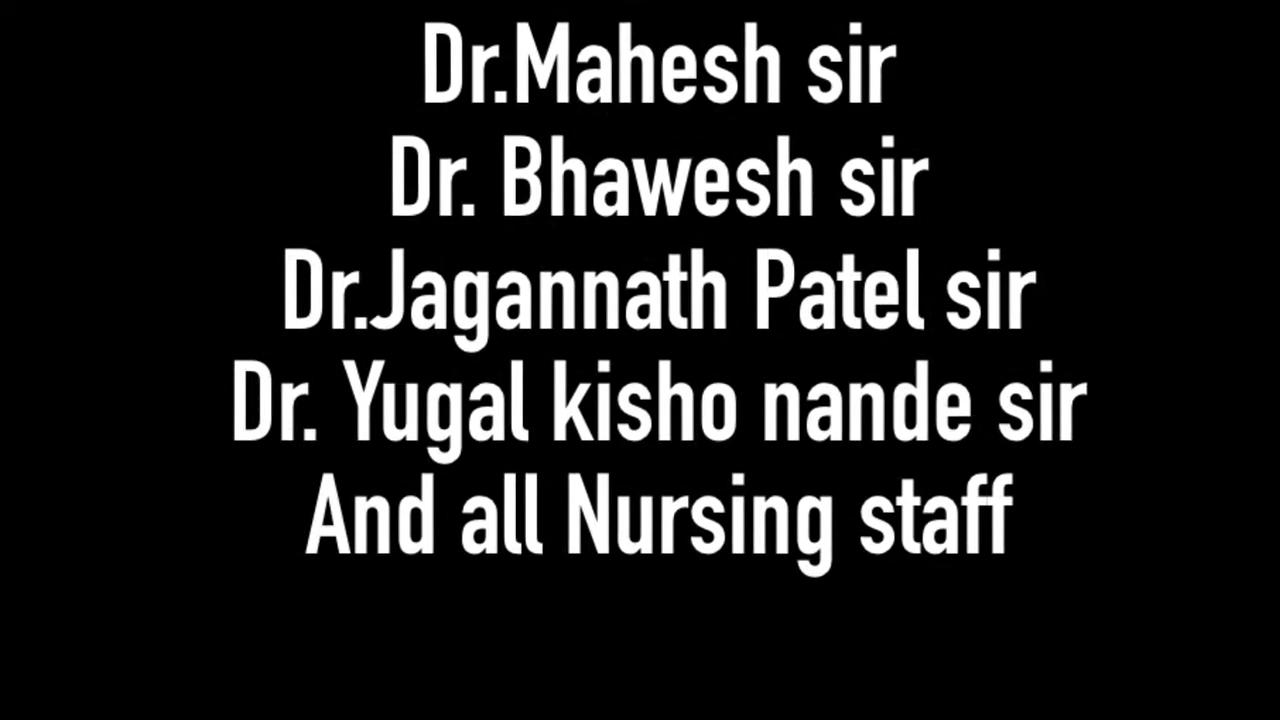 Dr.Mahesh sir
Dr. Bhawesh sir
Dr.Jagannath Patel sir
Dr. Yugal kisho nande sir
And all Nursing staff